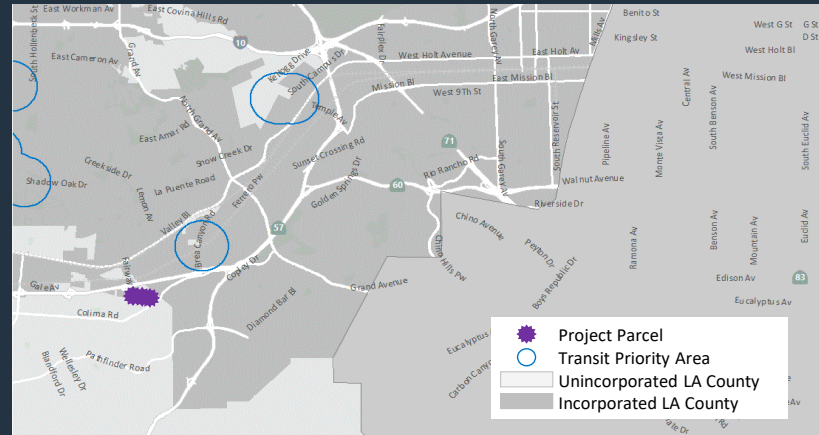 East Workman Av
East Covina Hills Rd
South Hollenbeck St
10
Grand Av
East Cameron Av
Kellogg Drive
South Campus Dr
Fairplex Dr
North Garey Av
Mills Av
Benito St
Kingsley St
West G St
G St
D St
West Holt Bl
West Holt Avenue
East Holt Av
Mission Bl
West 9Th St
East Mission Bl
West Mission Bl
Central Av
South Benson Av
South Euclid Av
North Grand Av
Temple Av
East Amar Rd
Snow Creek Dr
Sunset Crossing Rd
71
South Garey Av
South Reservoir St
Pipeline Av
Monte Vista Av
Creekside Dr
La Puente Road
Ferrero Pw
Golden Springs Dr
60
Rio Rancho Rd
Walnut Avenue
Shadow Oak Dr
Lemon Av
Riverside Dr
Valley Bl
Brea Canyon Rd
57
Chino Avenue
Peyton Dr
Chino Hills Pw
Boys Republic Dr
Ramona Av
Benson Av
Mountain Av
Euclid Av
Fairway
Copley Dr
Grand Avenue
Edison Av
83
Gale Av
Eucalyptus Av
Colima Rd
Diamond Bar Bl
Pathfinder Road
Wellesley Dr
Blandford Dr
Eucalyptus
Carbon Canyon
Project Parcel
Transit Priority Area
Unincorporated LA County
Incorporated LA County